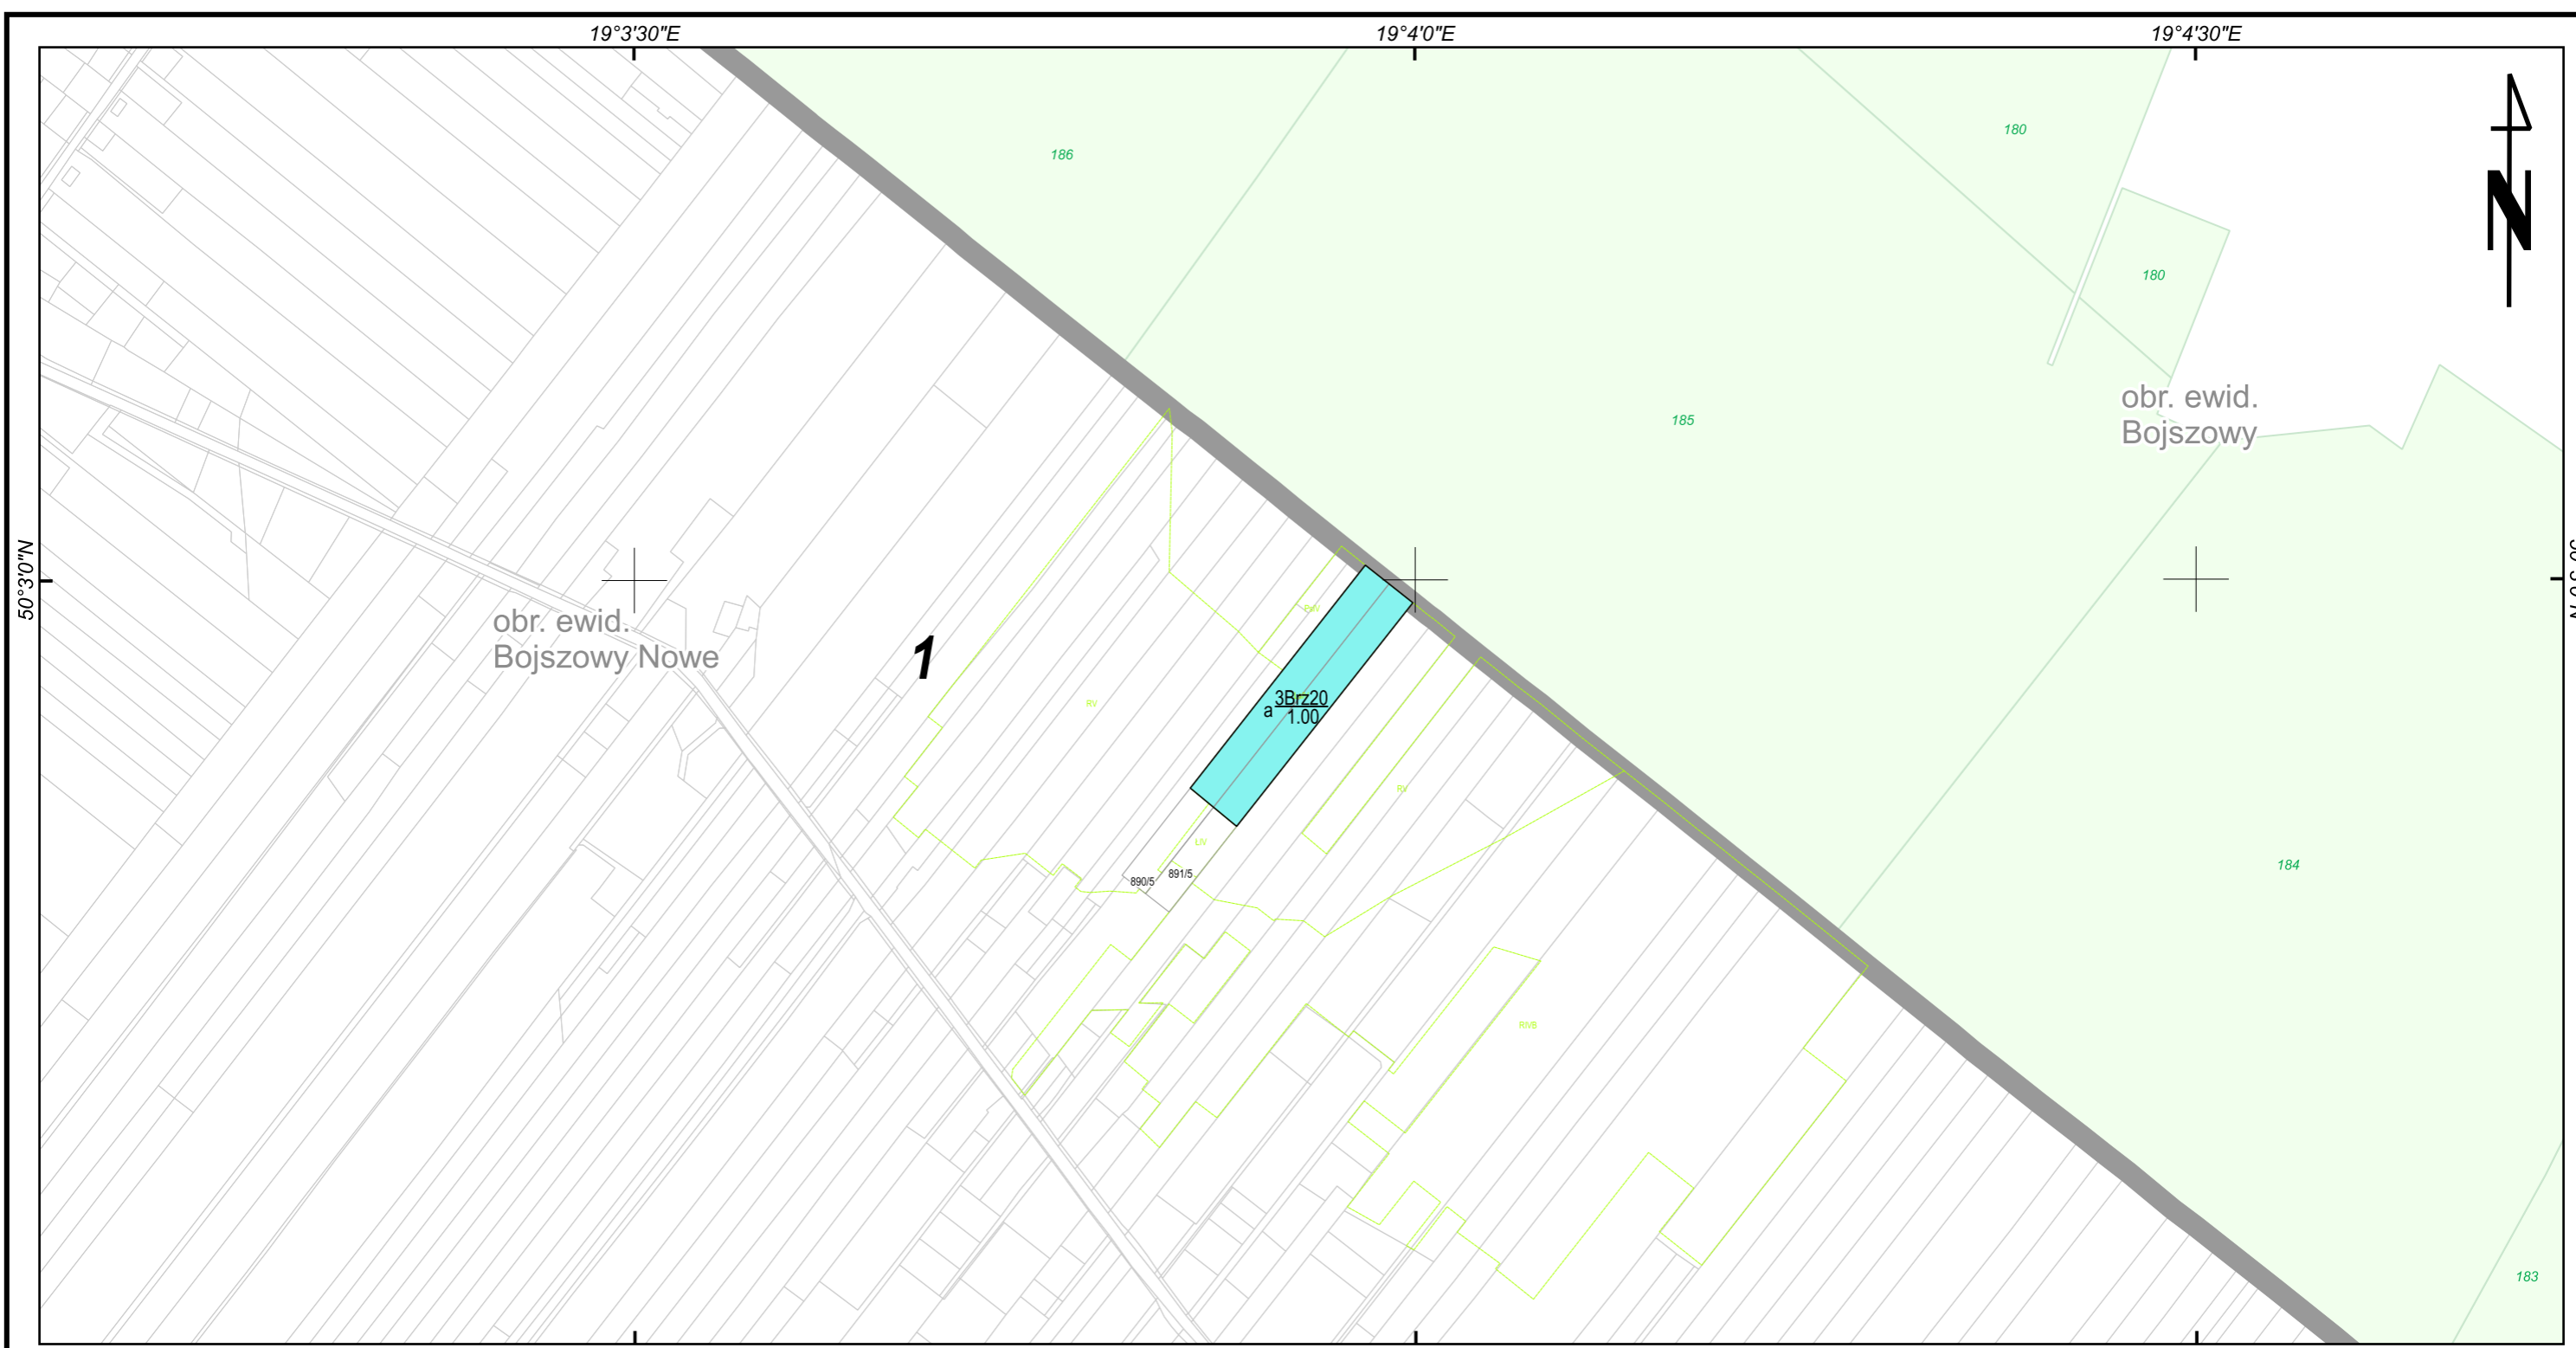 19°3'30"E
19°4'0"E
19°4'30"E
N
186
180
180
185
obr. ewid.
Bojszowy
50°3'0"N
obr. ewid.
Bojszowy Nowe
1
RV
a 3Brz20
1.00
RV
LIV
890/5
891/5
184
RIVB
183